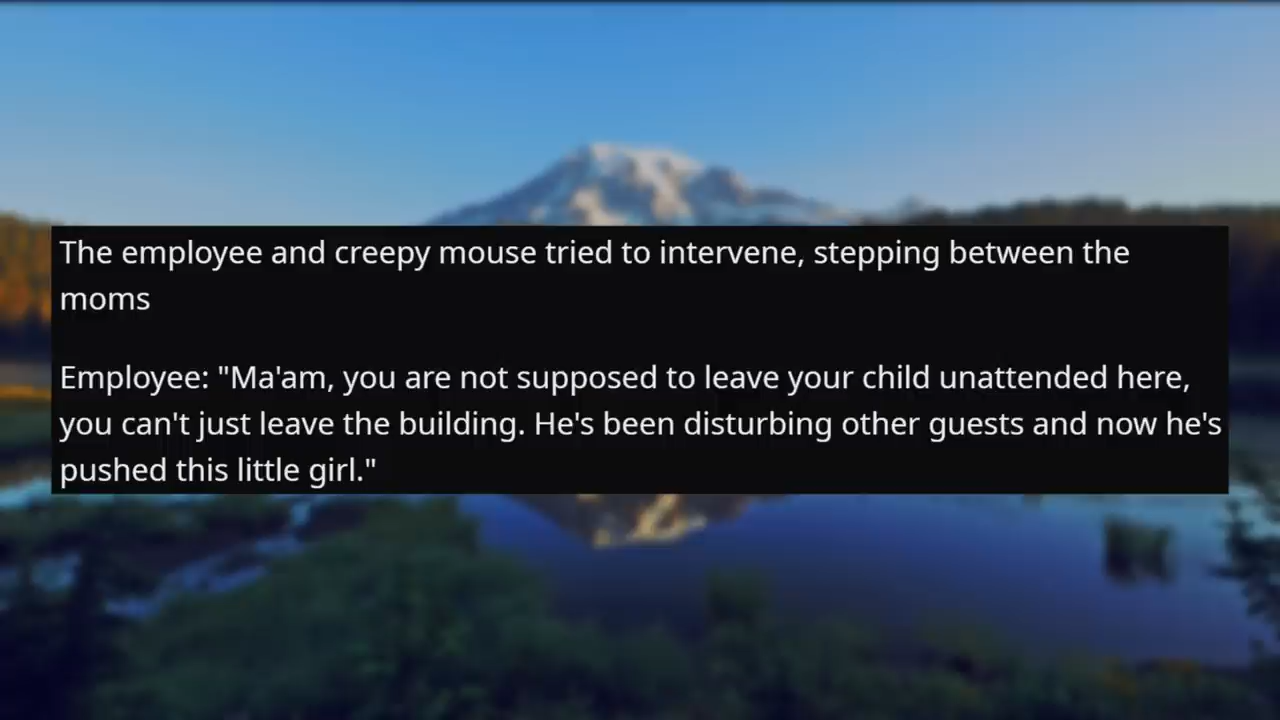 The employee and creepy mouse tried to intervene, stepping between the
moms
Employee: "Ma'am, you are not supposed to leave your child unattended here,
you can't just leave the building. He's been disturbing other guests and now he's
pushed this little girl."